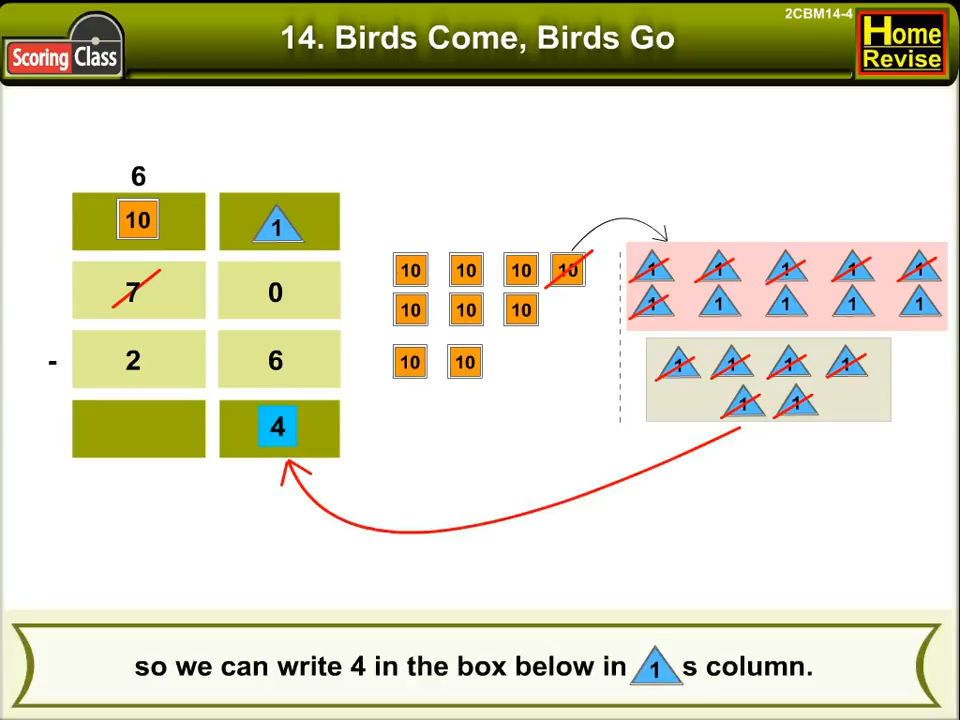 2CBM14-4
Scoring Class
14. Birds Come, Birds Go
Home
Revise
6
10 1
7 0
- 2 6
4
10 10 10 10
10 10 10
10 10
1 1 1 1 1
1 1 1 1 1
1 1 1 1
1 1
so we can write 4 in the box below in 1 s column.